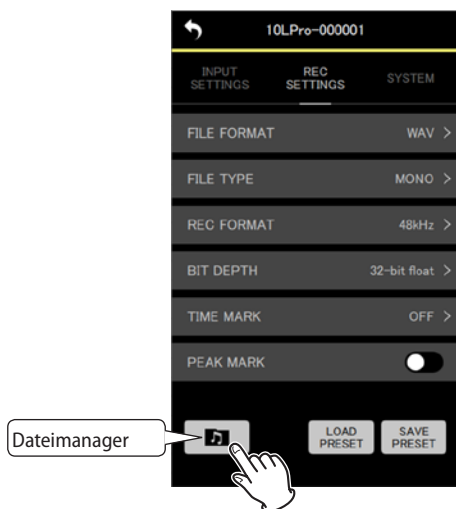 10LPro-000001
INPUT
SETTINGS
REC
SETTINGS
SYSTEM
FILE FORMAT WAV >
FILE TYPE MONO >
REC FORMAT 48kHz >
BIT DEPTH 32-bit float >
TIME MARK OFF >
PEAK MARK
Dateimanager
LOAD
PRESET
SAVE
PRESET